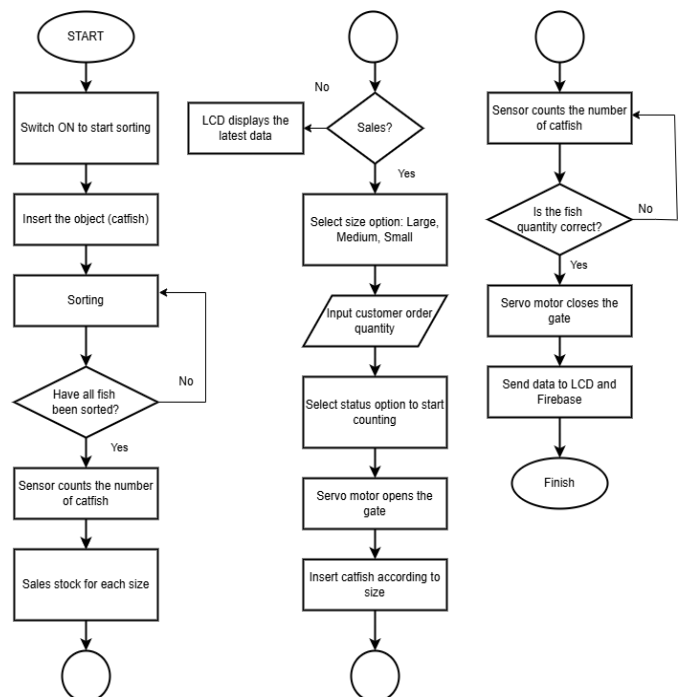 START
Switch ON to start sorting
Insert the object (catfish)
Sorting
Have all fish
been sorted?
No
Yes
Sensor counts the number
of catfish
Sales stock for each size
No
Sales?
LCD displays the
latest data
Yes
Select size option: Large,
Medium, Small
Input customer order
quantity
Select status option to start
counting
Servo motor opens the
gate
Insert catfish according to
size
Sensor counts the number
of catfish
Is the fish
quantity correct?
No
Yes
Servo motor closes the
gate
Send data to LCD and
Firebase
Finish